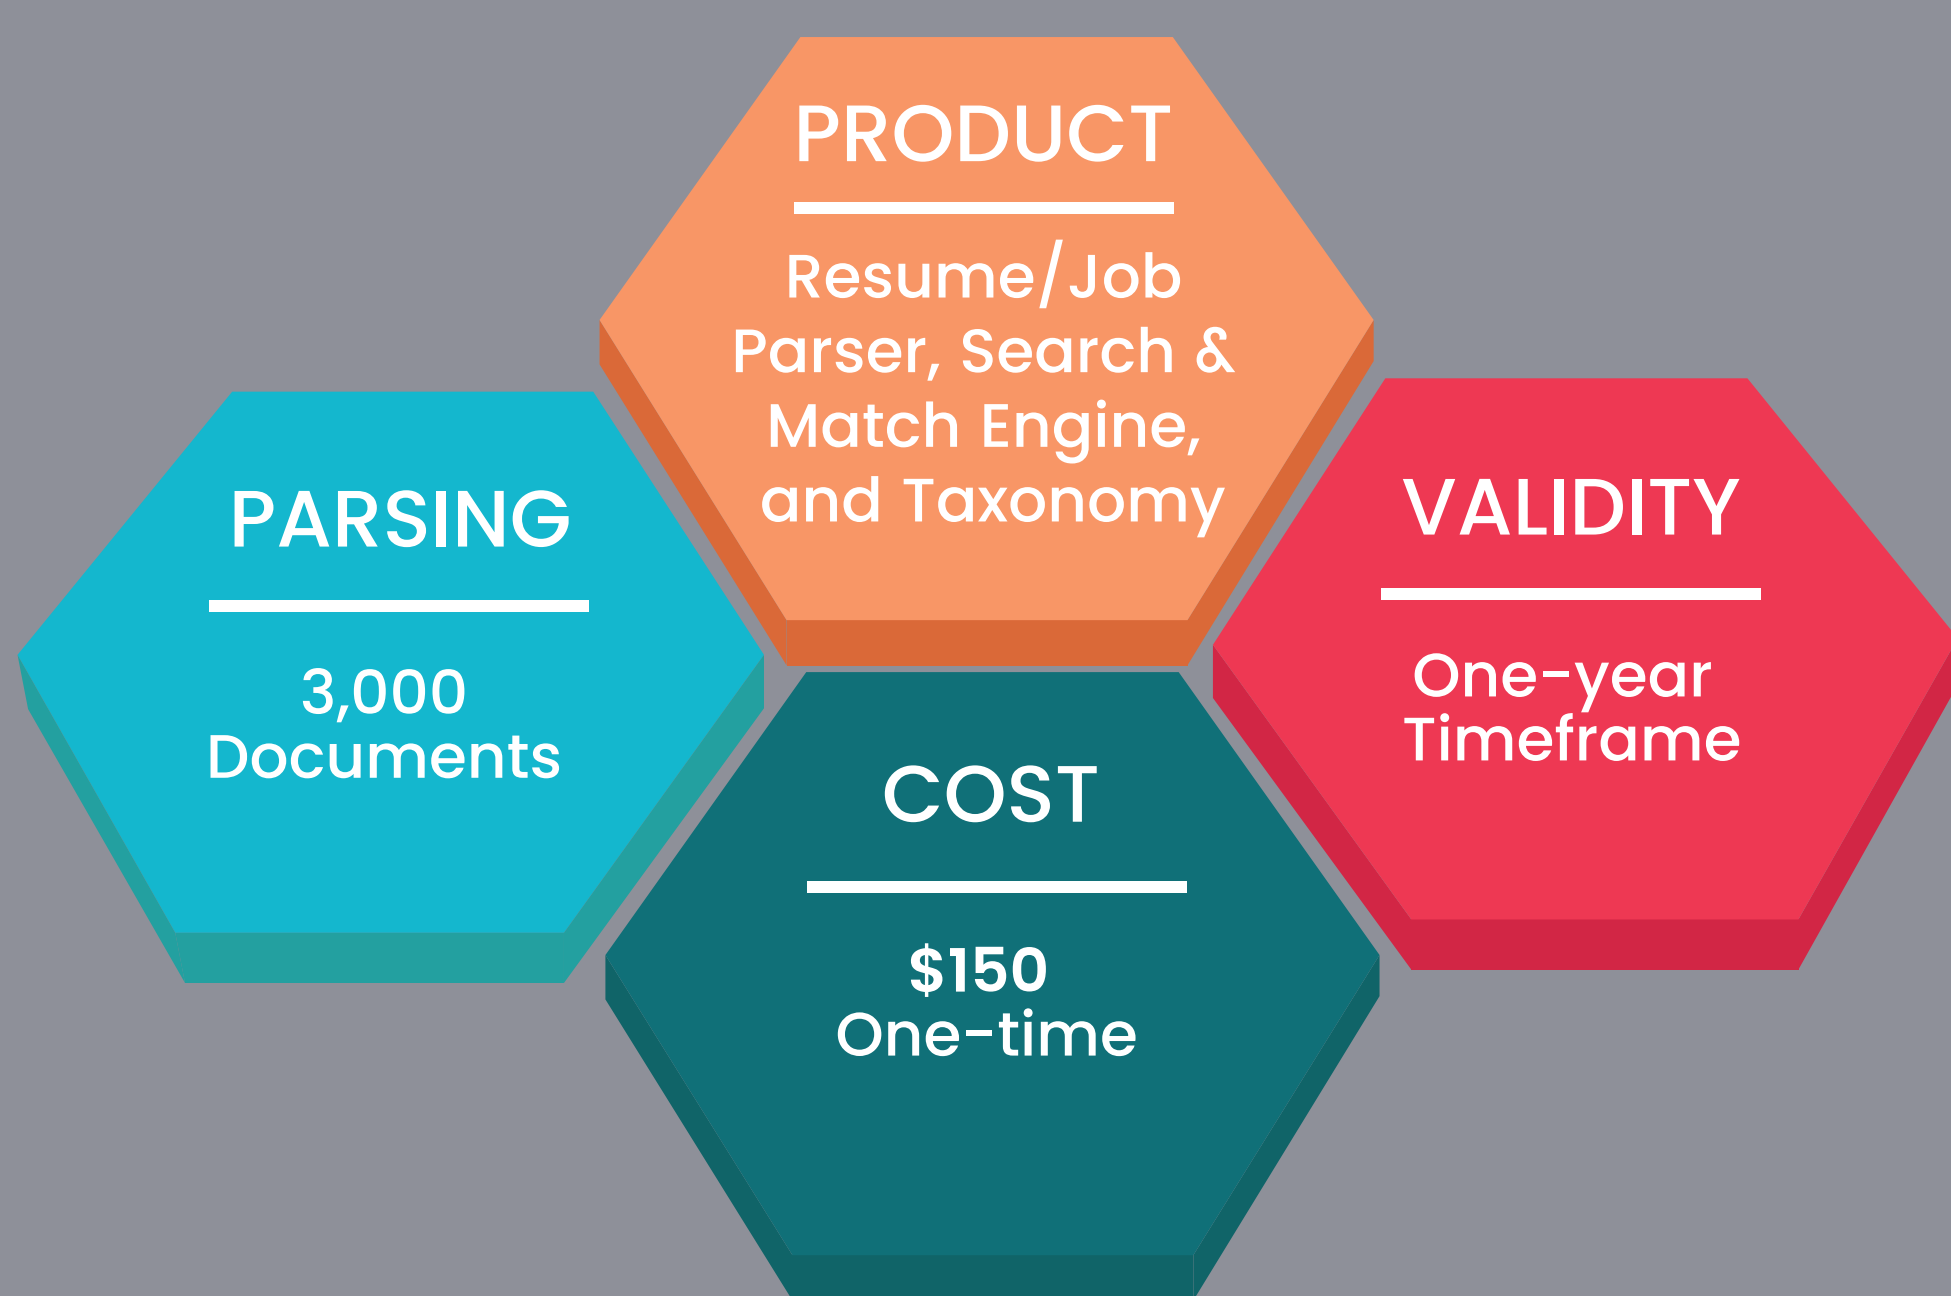 PRODUCT
Resume/Job
Parser, Search &
Match Engine,
and Taxonomy
PARSING
3,000
Documents
VALIDITY
One-year
Timeframe
COST
$150
One-time